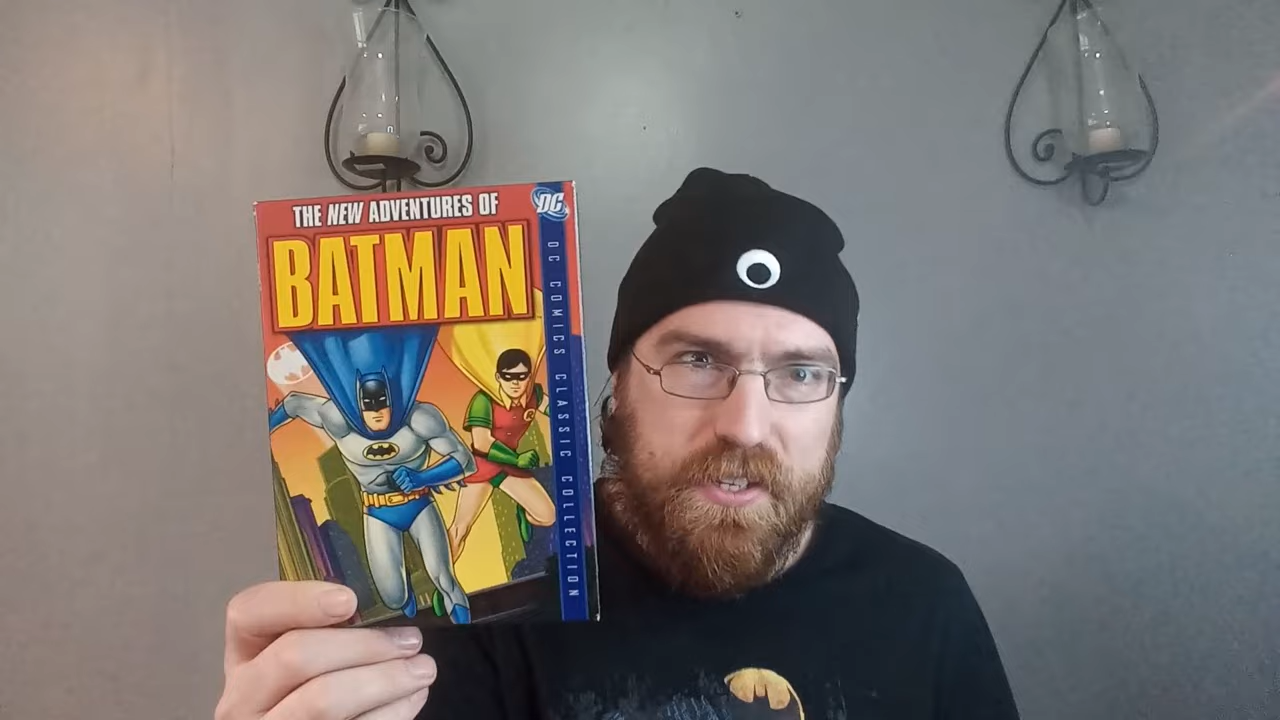 THE NEW ADVENTURES OF
BATMAN
DC
DC COMICS CLASSIC COLLECTION
R